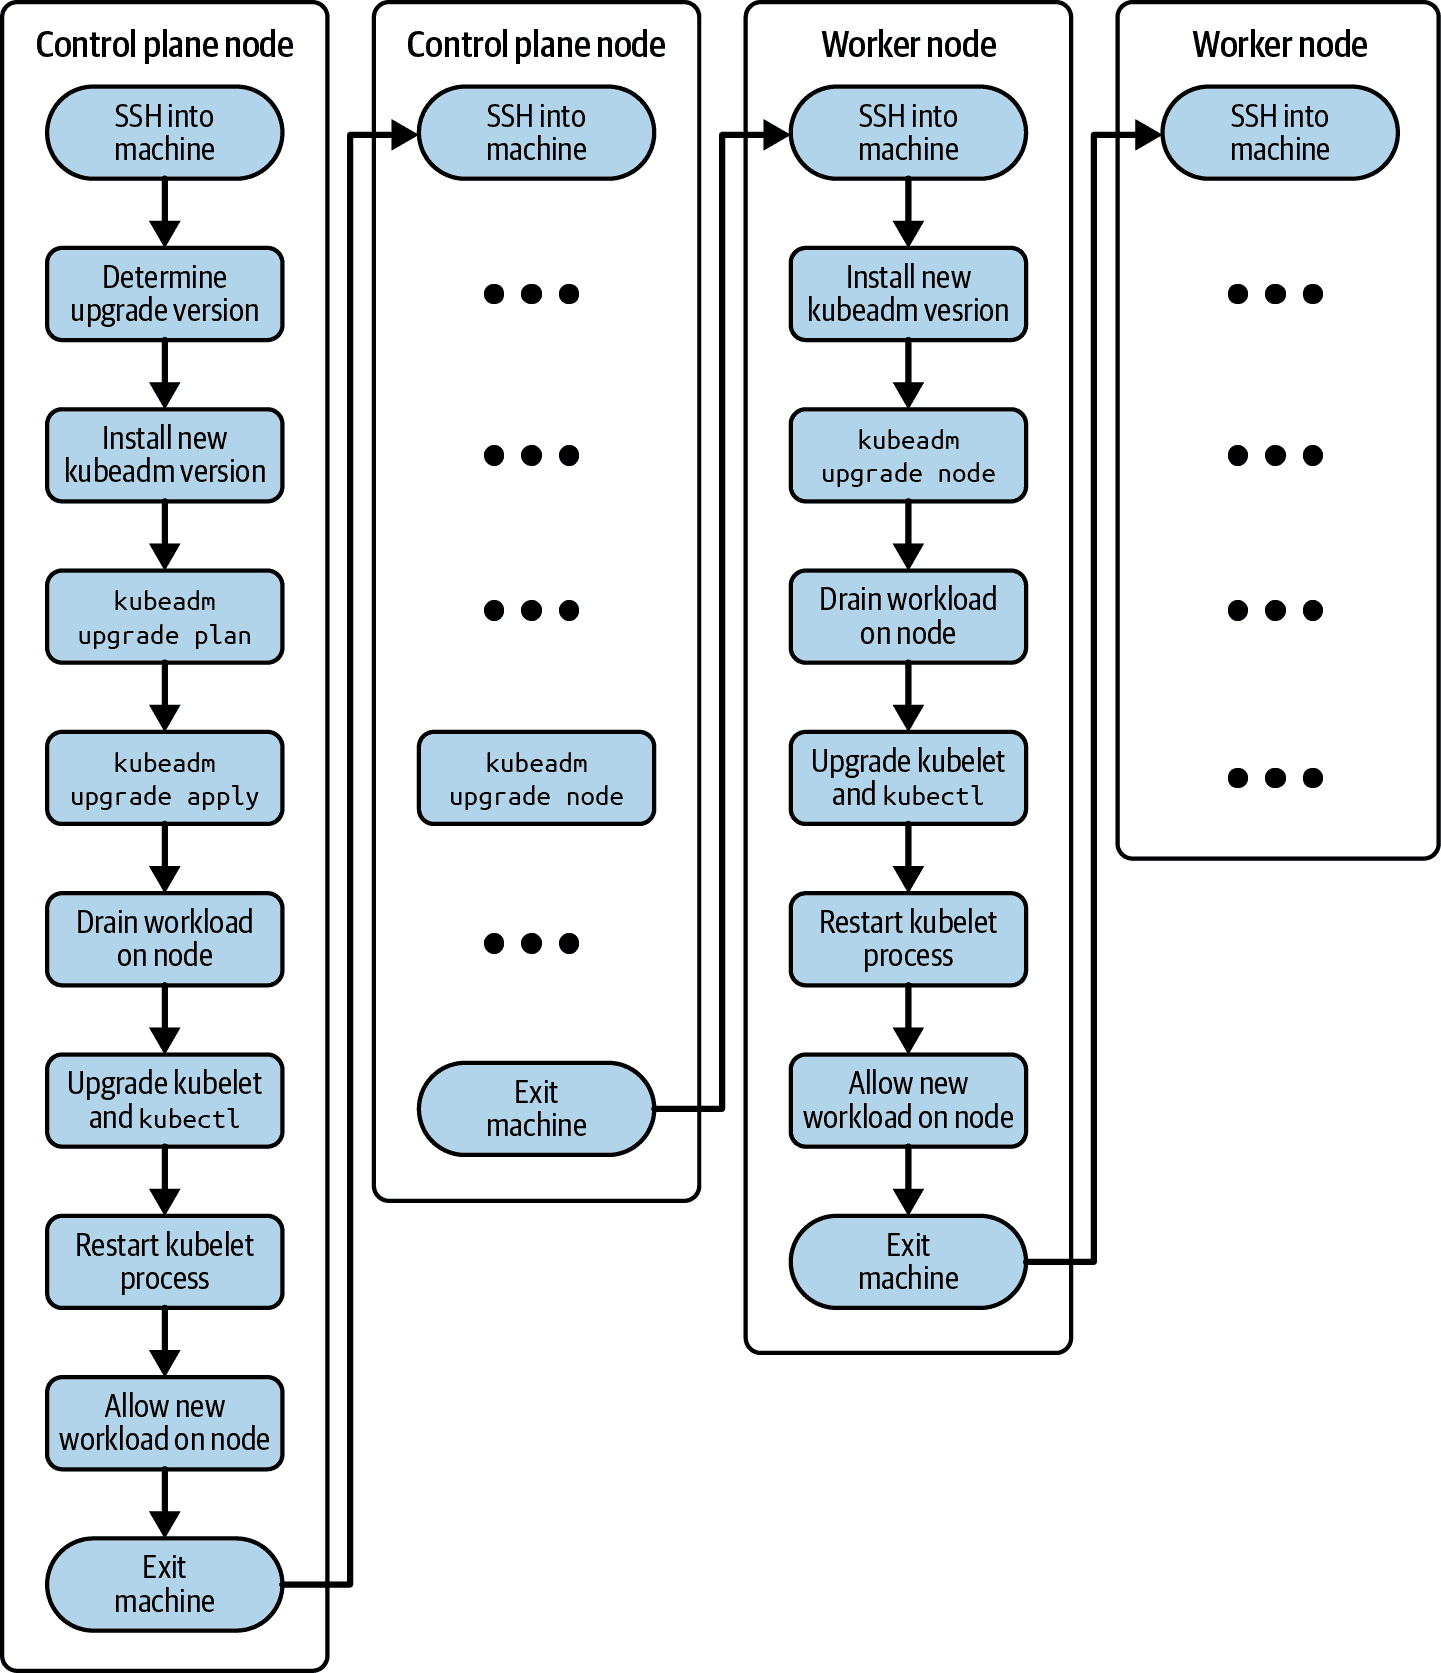 Control plane node
SSH into
machine
Determine
upgrade version
Install new
kubeadm version
kubeadm
upgrade plan
kubeadm
upgrade apply
Drain workload
on node
Upgrade kubelet
and kubectl
Restart kubelet
process
Allow new
workload on node
Exit
machine
Control plane node
SSH into
machine
kubeadm
upgrade node
Exit
machine
Worker node
SSH into
machine
Install new
kubeadm vesrion
kubeadm
upgrade node
Drain workload
on node
Upgrade kubelet
and kubectl
Restart kubelet
process
Allow new
workload on node
Exit
machine
Worker node
SSH into
machine